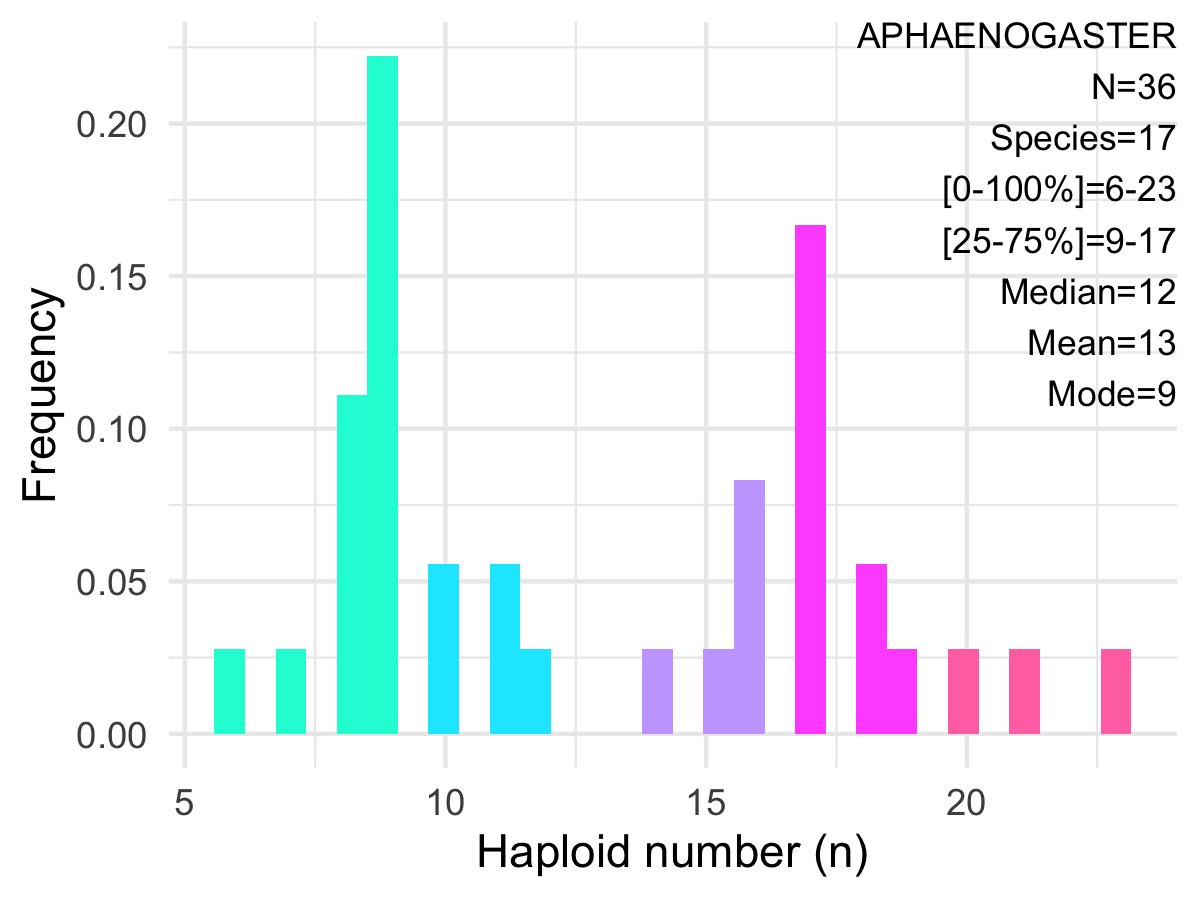 APHAENOGASTER
N=36
Species=17
[0-100%]=6-23
[25-75%]=9-17
Median=12
Mean=13
Mode=9
Frequency
0.20
0.15
0.10
0.05
0.00
5 10 15 20
Haploid number (n)